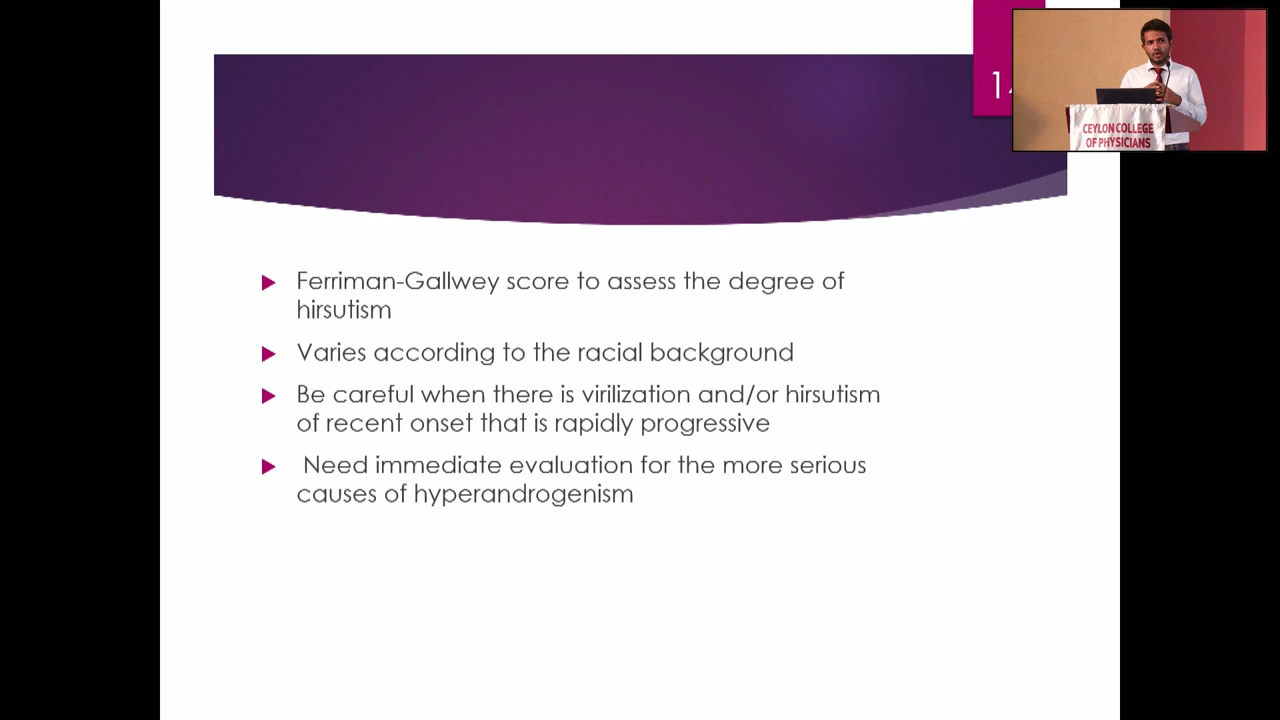 Ferriman-Gallwey score to assess the degree of
hirsutism
Varies according to the racial background
Be careful when there is virilization and/or hirsutism
of recent onset that is rapidly progressive
Need immediate evaluation for the more serious
causes of hyperandrogenism
CEYLON COLLEGE
OF PHYSICIANS